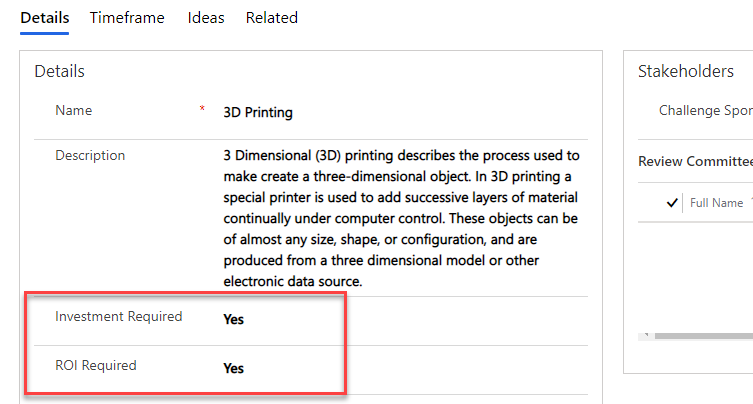 Details Timeframe Ideas Related
Details
Name * 3D Printing
Description 3 Dimensional (3D) printing describes the process used to
make create a three-dimensional object. In 3D printing a
special printer is used to add successive layers of material
continually under computer control. These objects can be
of almost any size, shape, or configuration, and are
produced from a three dimensional model or other
electronic data source.
Investment Required Yes
ROI Required Yes
Stakeholders
Challenge Spor
Review Committee
Full Name